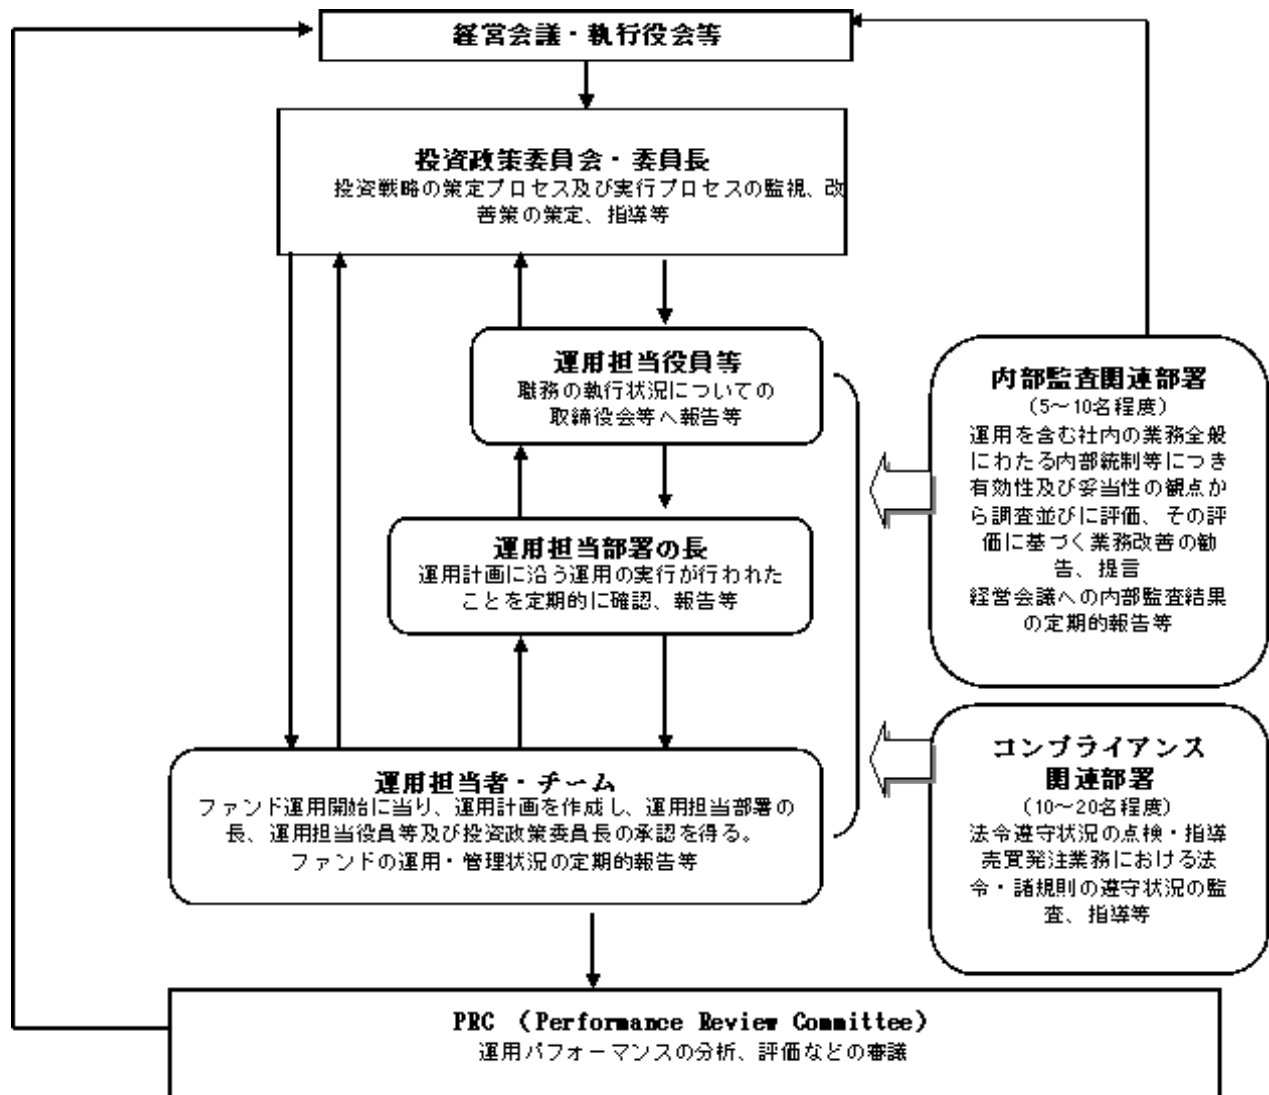 経営会議・執行役会等
投資政策委員会・委員長
投資戦略の策定プロセス及び実行プロセスの監視、改
善策の策定、指導等
運用担当役員等
職務の執行状況についての
取締役会等へ報告等
運用担当部署の長
運用計画に沿う運用の実行が行われた
ことを定期的に確認、報告等
運用担当者・チーム
ファンド運用開始に当り、運用計画を作成し、運用担当部署の
長、運用担当役員等及び投資政策委員長の承認を得る。
ファンドの運用・管理状況の定期的報告等
内部監査関連部署
(5～10名程度)
運用を含む社内の業務全般
にわたる内部統制等につき
有効性及び妥当性の観点か
ら調査並びに評価、その評
価に基づく業務改善の勧
告、提言
経営会議への内部監査結果
の定期的報告等
コンプライアンス
関連部署
(10～20名程度)
法令遵守状況の点検・指導
売買発注業務における法
令・諸規則の遵守状況の監
査、指導等
PRC （Performance Review Committee）
運用パフォーマンスの分析、評価などの審議